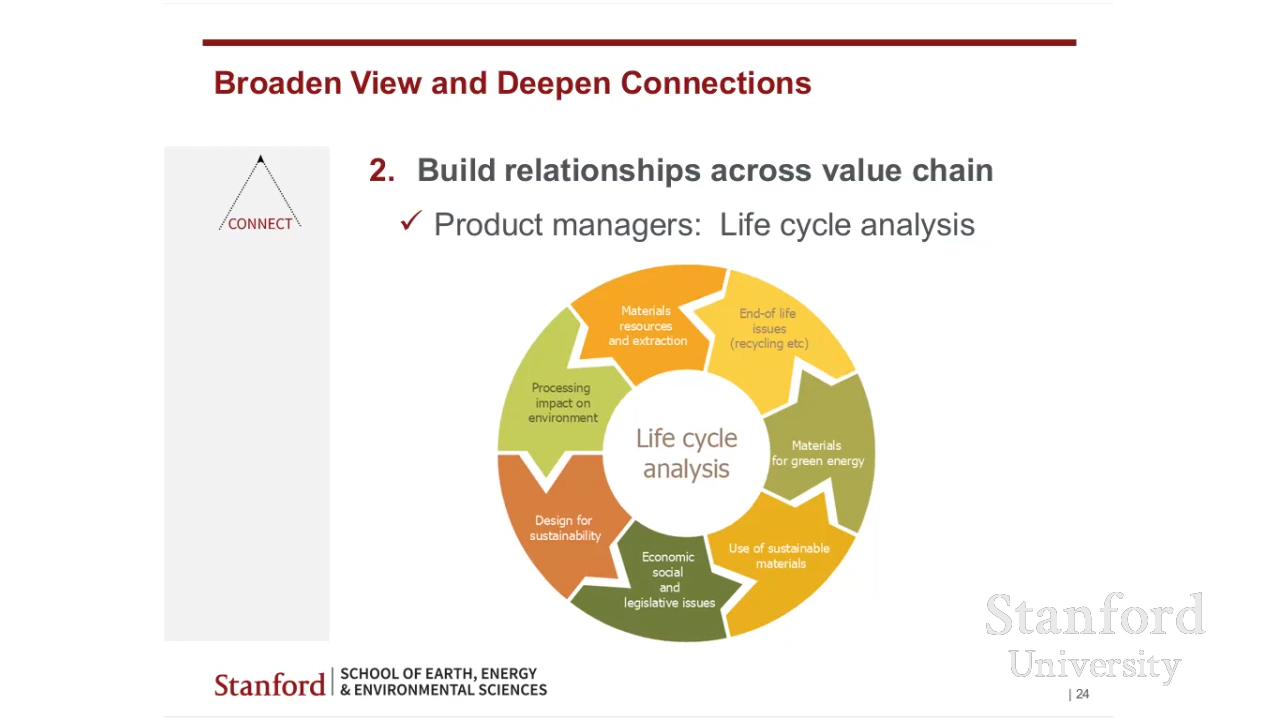 Broaden View and Deepen Connections
CONNECT
2. Build relationships across value chain
✓ Product managers: Life cycle analysis
Materials
resources
and extraction
End-of life
issues
(recycling etc)
Processing
impact on
environment
Life cycle
analysis
Materials
for green energy
Design for
sustainability
Economic
social
and
legislative issues
Use of sustainable
materials
Stanford
University
Stanford
SCHOOL OF EARTH, ENERGY
& ENVIRONMENTAL SCIENCES
| 24